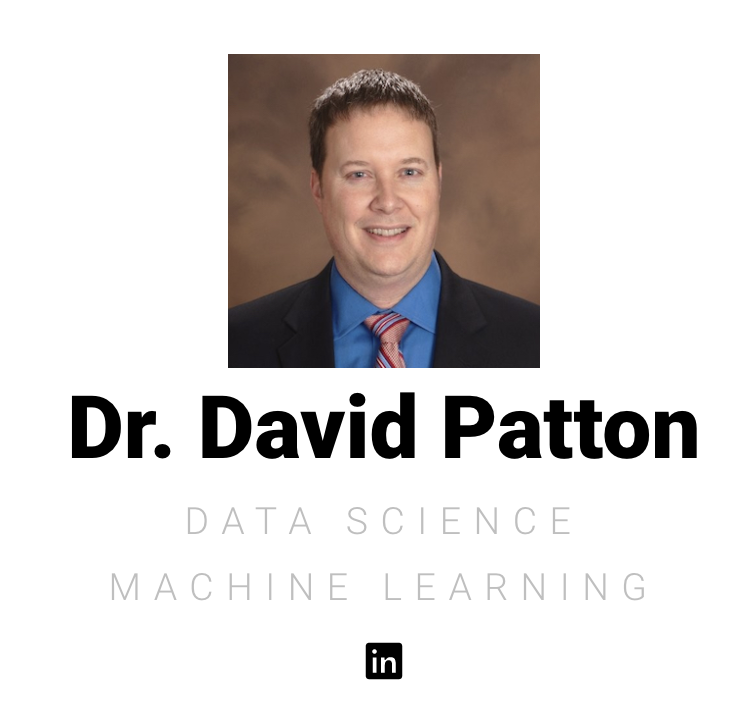 Dr. David Patton
DATA SCIENCE
MACHINE LEARNING
in